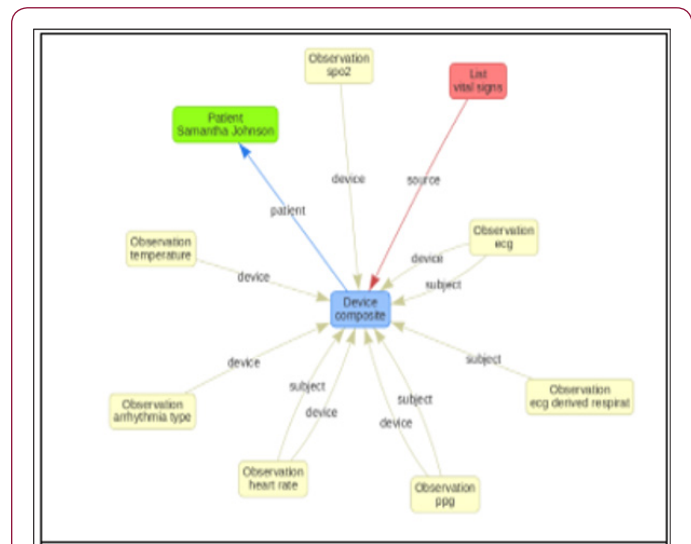 Observation
spo2
List
vital signs
Patient
Samantha Johnson
device
source
patient
Observation
ecg
Observation
temperature
device
subject
device
Device
composite
device
subject
subject
device
subject
device
Observation
ecg derived respirat
Observation
arrhythmia type
Observation
heart rate
Observation
ppg